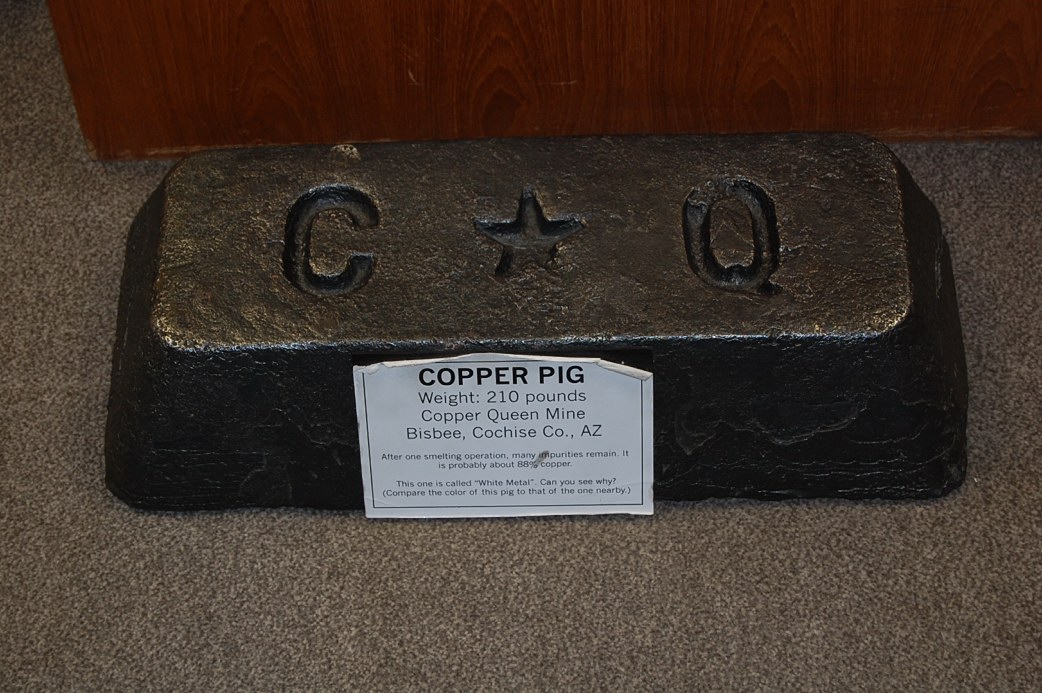 C ★ Q
COPPER PIG
Weight: 210 pounds
Copper Queen Mine
Bisbee, Cochise Co., AZ
After one smelting operation, many impurities remain. It
is probably about 88% copper.
This one is called "White Metal". Can you see why?
(Compare the color of this pig to that of the one nearby.)